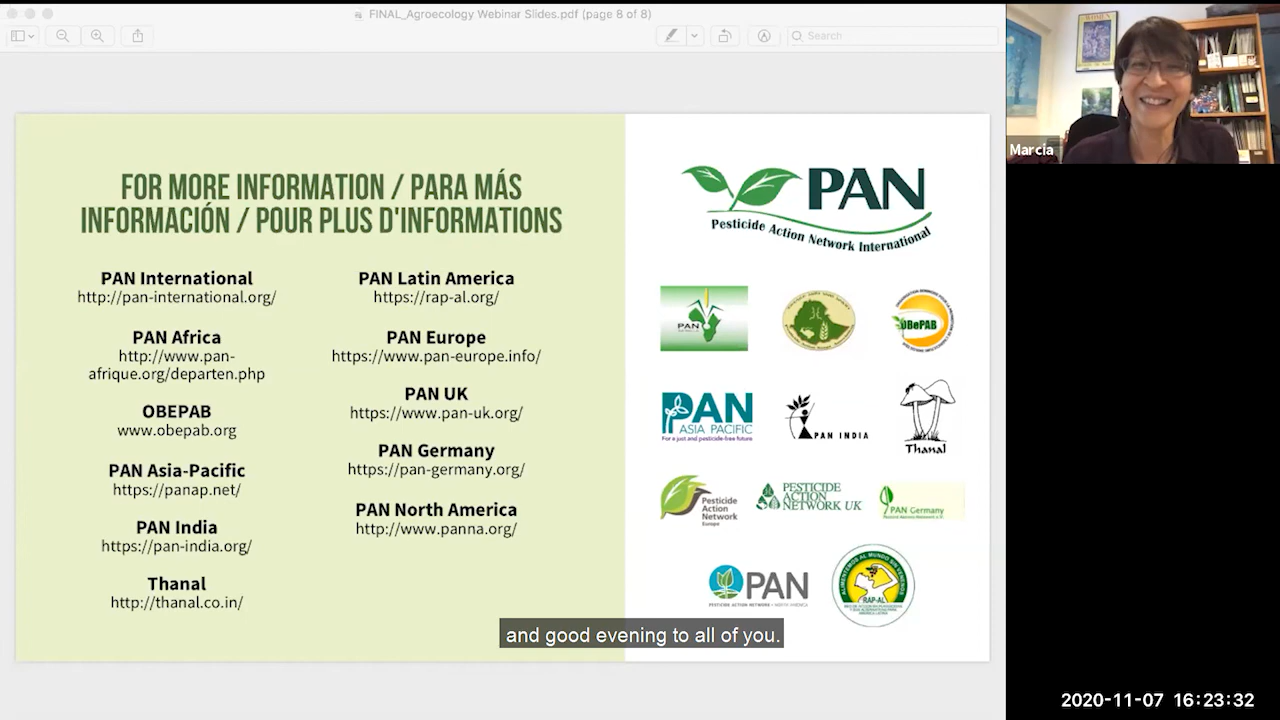 FINAL_Agroecology Webinar Slides.pdf (page 8 of 8)
Search
FOR MORE INFORMATION / PARA MÁS
INFORMACIÓN / POUR PLUS D'INFORMATIONS
PAN International
http://pan-international.org/
PAN Africa
http://www.pan-
afrique.org/departen.php
OBEPAB
www.obepab.org
PAN Asia-Pacific
https://panap.net/
PAN India
https://pan-india.org/
Thanal
http://thanal.co.in/
PAN Latin America
https://rap-al.org/
PAN Europe
https://www.pan-europe.info/
PAN UK
https://www.pan-uk.org/
PAN Germany
https://pan-germany.org/
PAN North America
http://www.panna.org/
PAN
Pesticide Action Network International
PAN
OBePAB
PAN
ASIA PACIFIC
For a just and pesticide-free future
PAN INDIA
Thanal
Pesticide
Action
Network
Europe
PESTICIDE
ACTION
NETWORK UK
PAN Germany
PAN
PESTICIDE ACTION NETWORK • NORTH AMERICA
ALIMENTEMOS AL MUNDO SIN VENENOS
RAP-AL
and good evening to all of you.
Marcia
2020-11-07 16:23:32